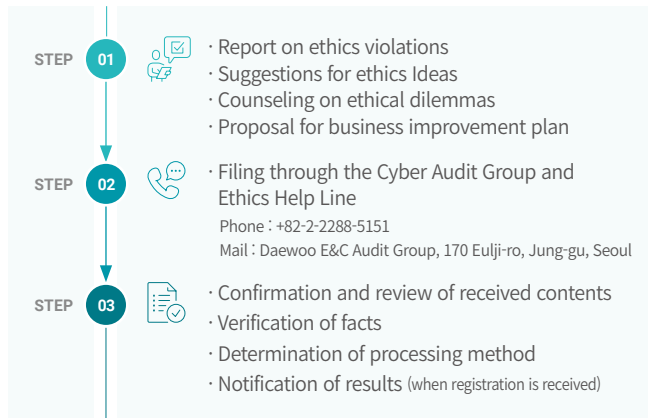 STEP 01
· Report on ethics violations
· Suggestions for ethics Ideas
· Counseling on ethical dilemmas
· Proposal for business improvement plan
STEP 02
· Filing through the Cyber Audit Group and
Ethics Help Line
Phone : +82-2-2288-5151
Mail : Daewoo E&C Audit Group, 170 Eulji-ro, Jung-gu, Seoul
STEP 03
· Confirmation and review of received contents
· Verification of facts
· Determination of processing method
· Notification of results (when registration is received)